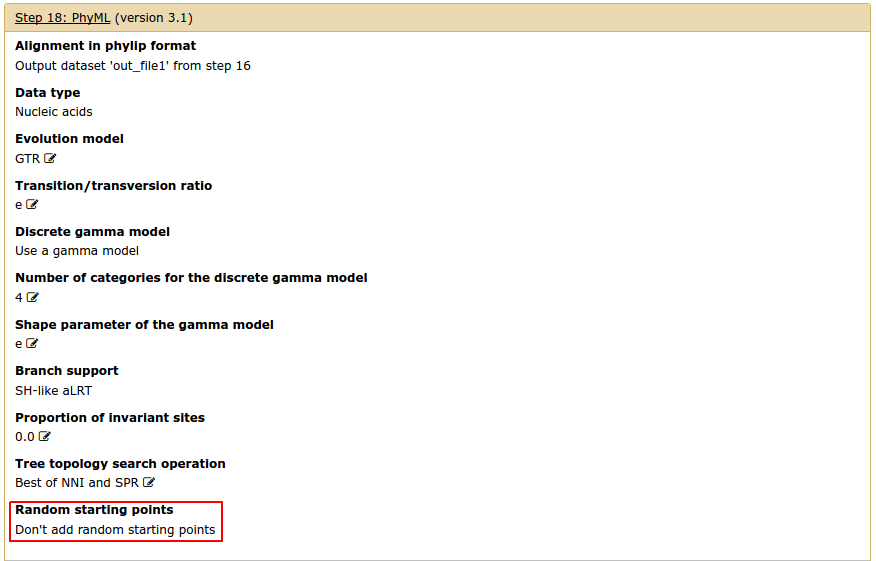 Step 18: PhyML (version 3.1)
Alignment in phylip format
Output dataset 'out_file1' from step 16
Data type
Nucleic acids
Evolution model
GTR
Transition/transversion ratio
e
Discrete gamma model
Use a gamma model
Number of categories for the discrete gamma model
4
Shape parameter of the gamma model
e
Branch support
SH-like aLRT
Proportion of invariant sites
0.0
Tree topology search operation
Best of NNI and SPR
Random starting points
Don't add random starting points